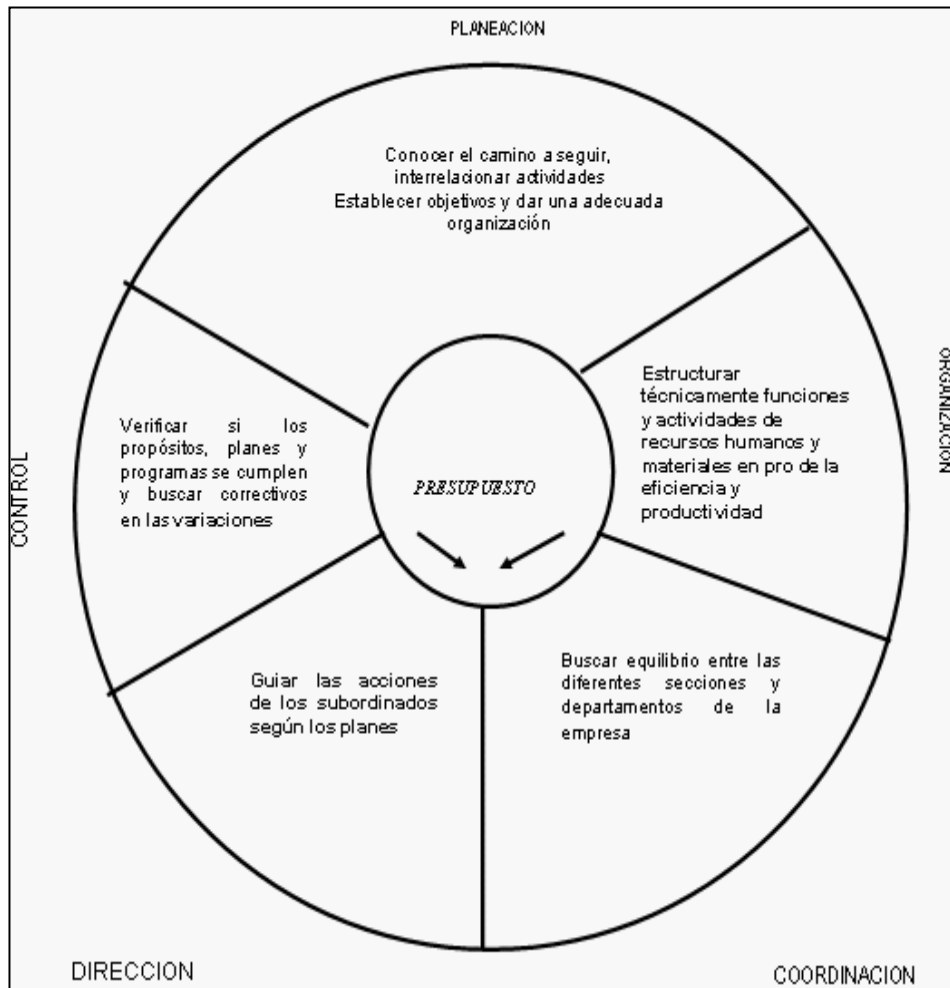 PLANEACION
Conocer el camino a seguir,
interrelacionar actividades
Establecer objetivos y dar una adecuada
organización
ORGANIZACION
Estructurar
técnicamente funciones
y actividades de
recursos humanos y
materiales en pro de la
eficiencia y
productividad
CONTROL
Verificar si los
propósitos, planes y
programas se cumplen
y buscar correctivos
en las variaciones
PRESUPUESTO
Guiar las acciones
de los subordinados
según los planes
Buscar equilibrio entre las
diferentes secciones y
departamentos de la
empresa
DIRECCION
COORDINACION